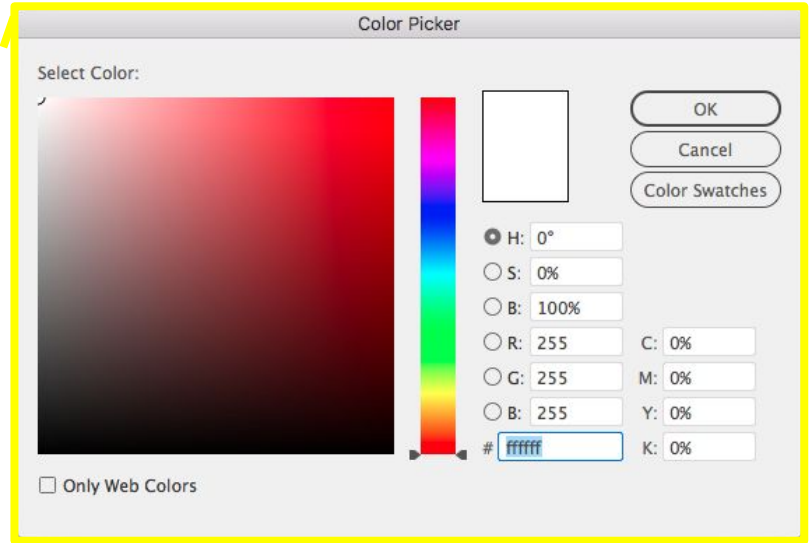 Color Picker
Select Color:
OK
Cancel
Color Swatches
H: 0°
S: 0%
B: 100%
R: 255 C: 0%
G: 255 M: 0%
B: 255 Y: 0%
# ffffff K: 0%
Only Web Colors